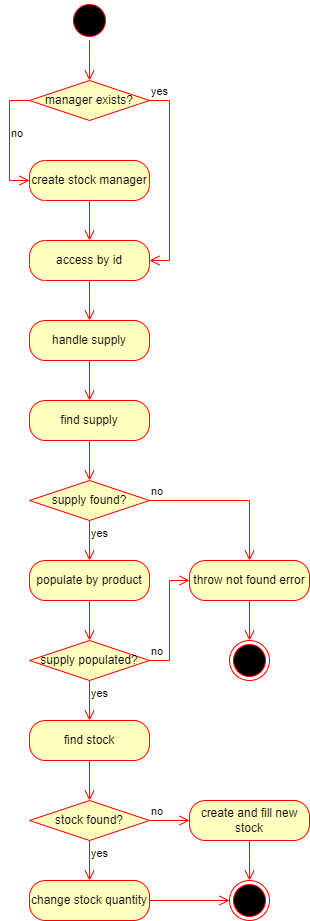 manager exists?
yes
no
create stock manager
access by id
handle supply
find supply
supply found?
no
yes
populate by product
throw not found error
supply populated?
no
yes
find stock
stock found?
no
create and fill new
stock
yes
change stock quantity